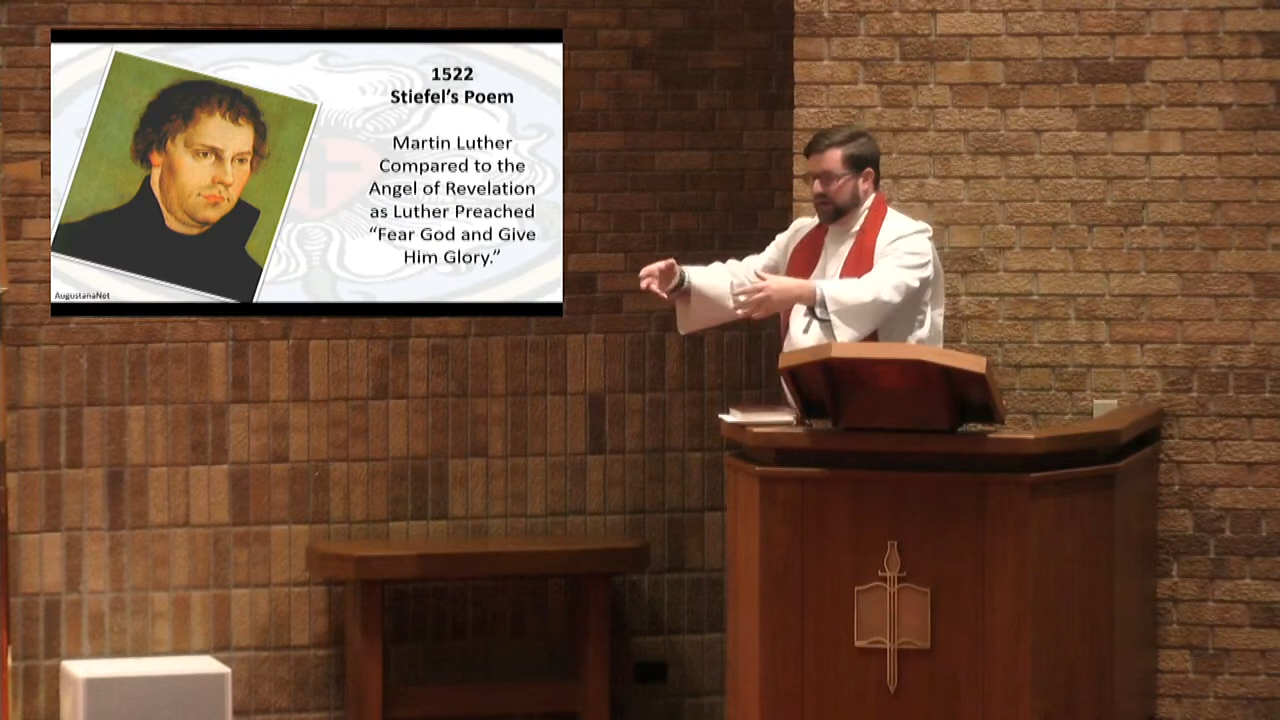 1522
Stiefel's Poem
Martin Luther
Compared to the
Angel of Revelation
as Luther Preached
“Fear God and Give
Him Glory.”
AugustanaNet